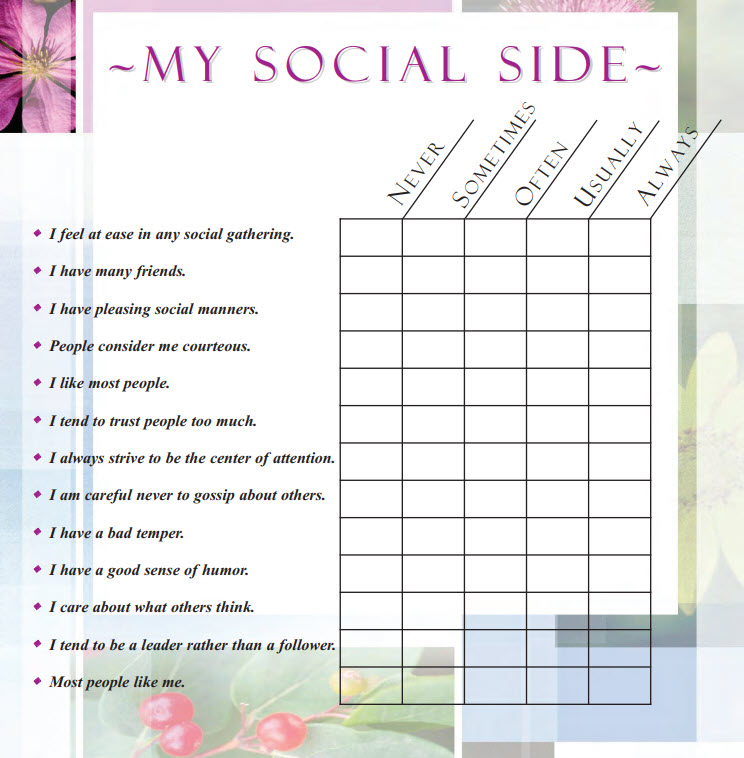 ~MY SOCIAL SIDE~
NEVER
SOMETIMES
OFTEN
USUALLY
ALWAYS
I feel at ease in any social gathering.
I have many friends.
I have pleasing social manners.
People consider me courteous.
I like most people.
I tend to trust people too much.
I always strive to be the center of attention.
I am careful never to gossip about others.
I have a bad temper.
I have a good sense of humor.
I care about what others think.
I tend to be a leader rather than a follower.
Most people like me.